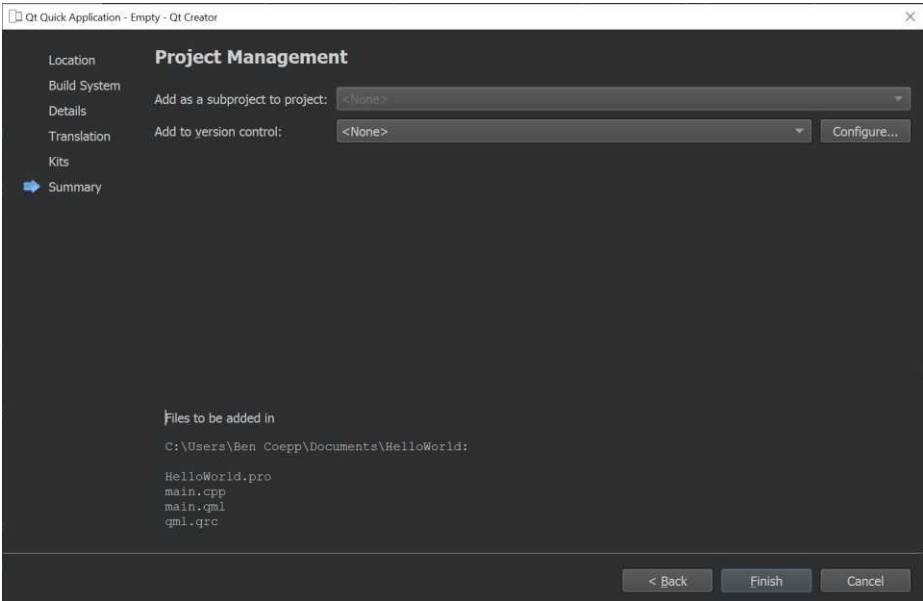 Qt Quick Application - Empty - Qt Creator
Location
Build System
Details
Translation
Kits
Summary
Project Management
Add as a subproject to project: <None>
Add to version control: <None> Configure...
Files to be added in
C:\Users\Ben Coepp\Documents\HelloWorld:
HelloWorld.pro
main.cpp
main.qml
qml.qrc
< Back Finish Cancel